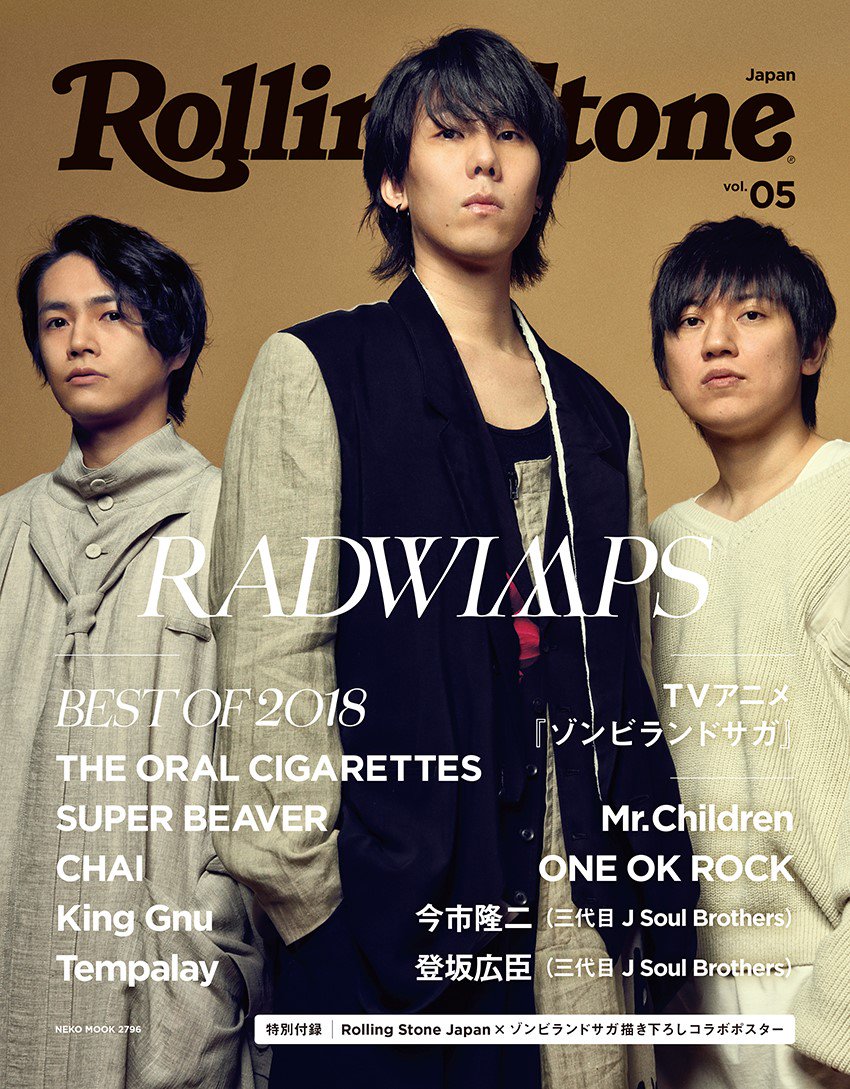 Rolling Stone
Japan
vol. 05
RADWIMPS
BEST OF 2018
THE ORAL CIGARETTES
SUPER BEAVER
CHAI
King Gnu
Tempalay
TVアニメ
『ゾンビランドサガ』
Mr.Children
ONE OK ROCK
今市隆二（三代目 J Soul Brothers）
登坂広臣（三代目 J Soul Brothers）
NEKO MOOK 2796
特別付録 | Rolling Stone Japan × ゾンビランドサガ 描き下ろしコラボポスター